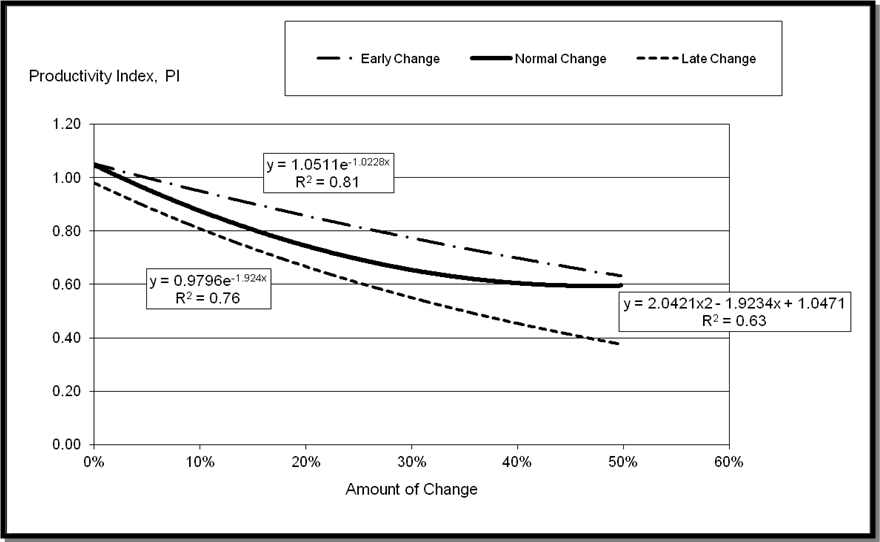 Early Change Normal Change Late Change
Productivity Index, PI
1.20
y = 1.0511e^-1.0228x
R² = 0.81
1.00
0.80
y = 0.9796e^-1.924x
R² = 0.76
0.60
y = 2.0421x2 - 1.9234x + 1.0471
R² = 0.63
0.40
0.20
0.00
0% 10% 20% 30% 40% 50% 60%
Amount of Change